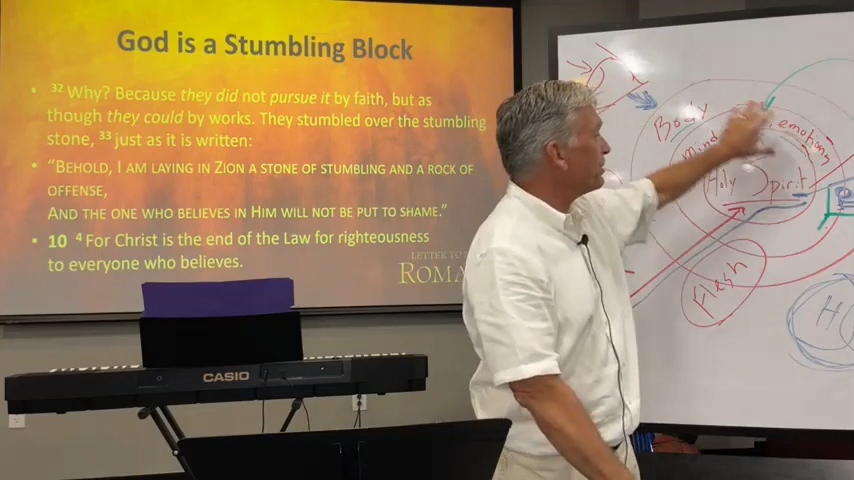 God is a Stumbling Block
• ³² Why? Because they did not pursue it by faith, but as
though they could by works. They stumbled over the stumbling
stone, ³³ just as it is written:
• “BEHOLD, I AM LAYING IN ZION A STONE OF STUMBLING AND A ROCK OF
OFFENSE,
AND THE ONE WHO BELIEVES IN HIM WILL NOT BE PUT TO SHAME.”
• 10 ⁴ For Christ is the end of the Law for righteousness
to everyone who believes.
LETTER TO
ROMA
CASIO
Body
mind
emotions
Holy Spirit
Flesh
H